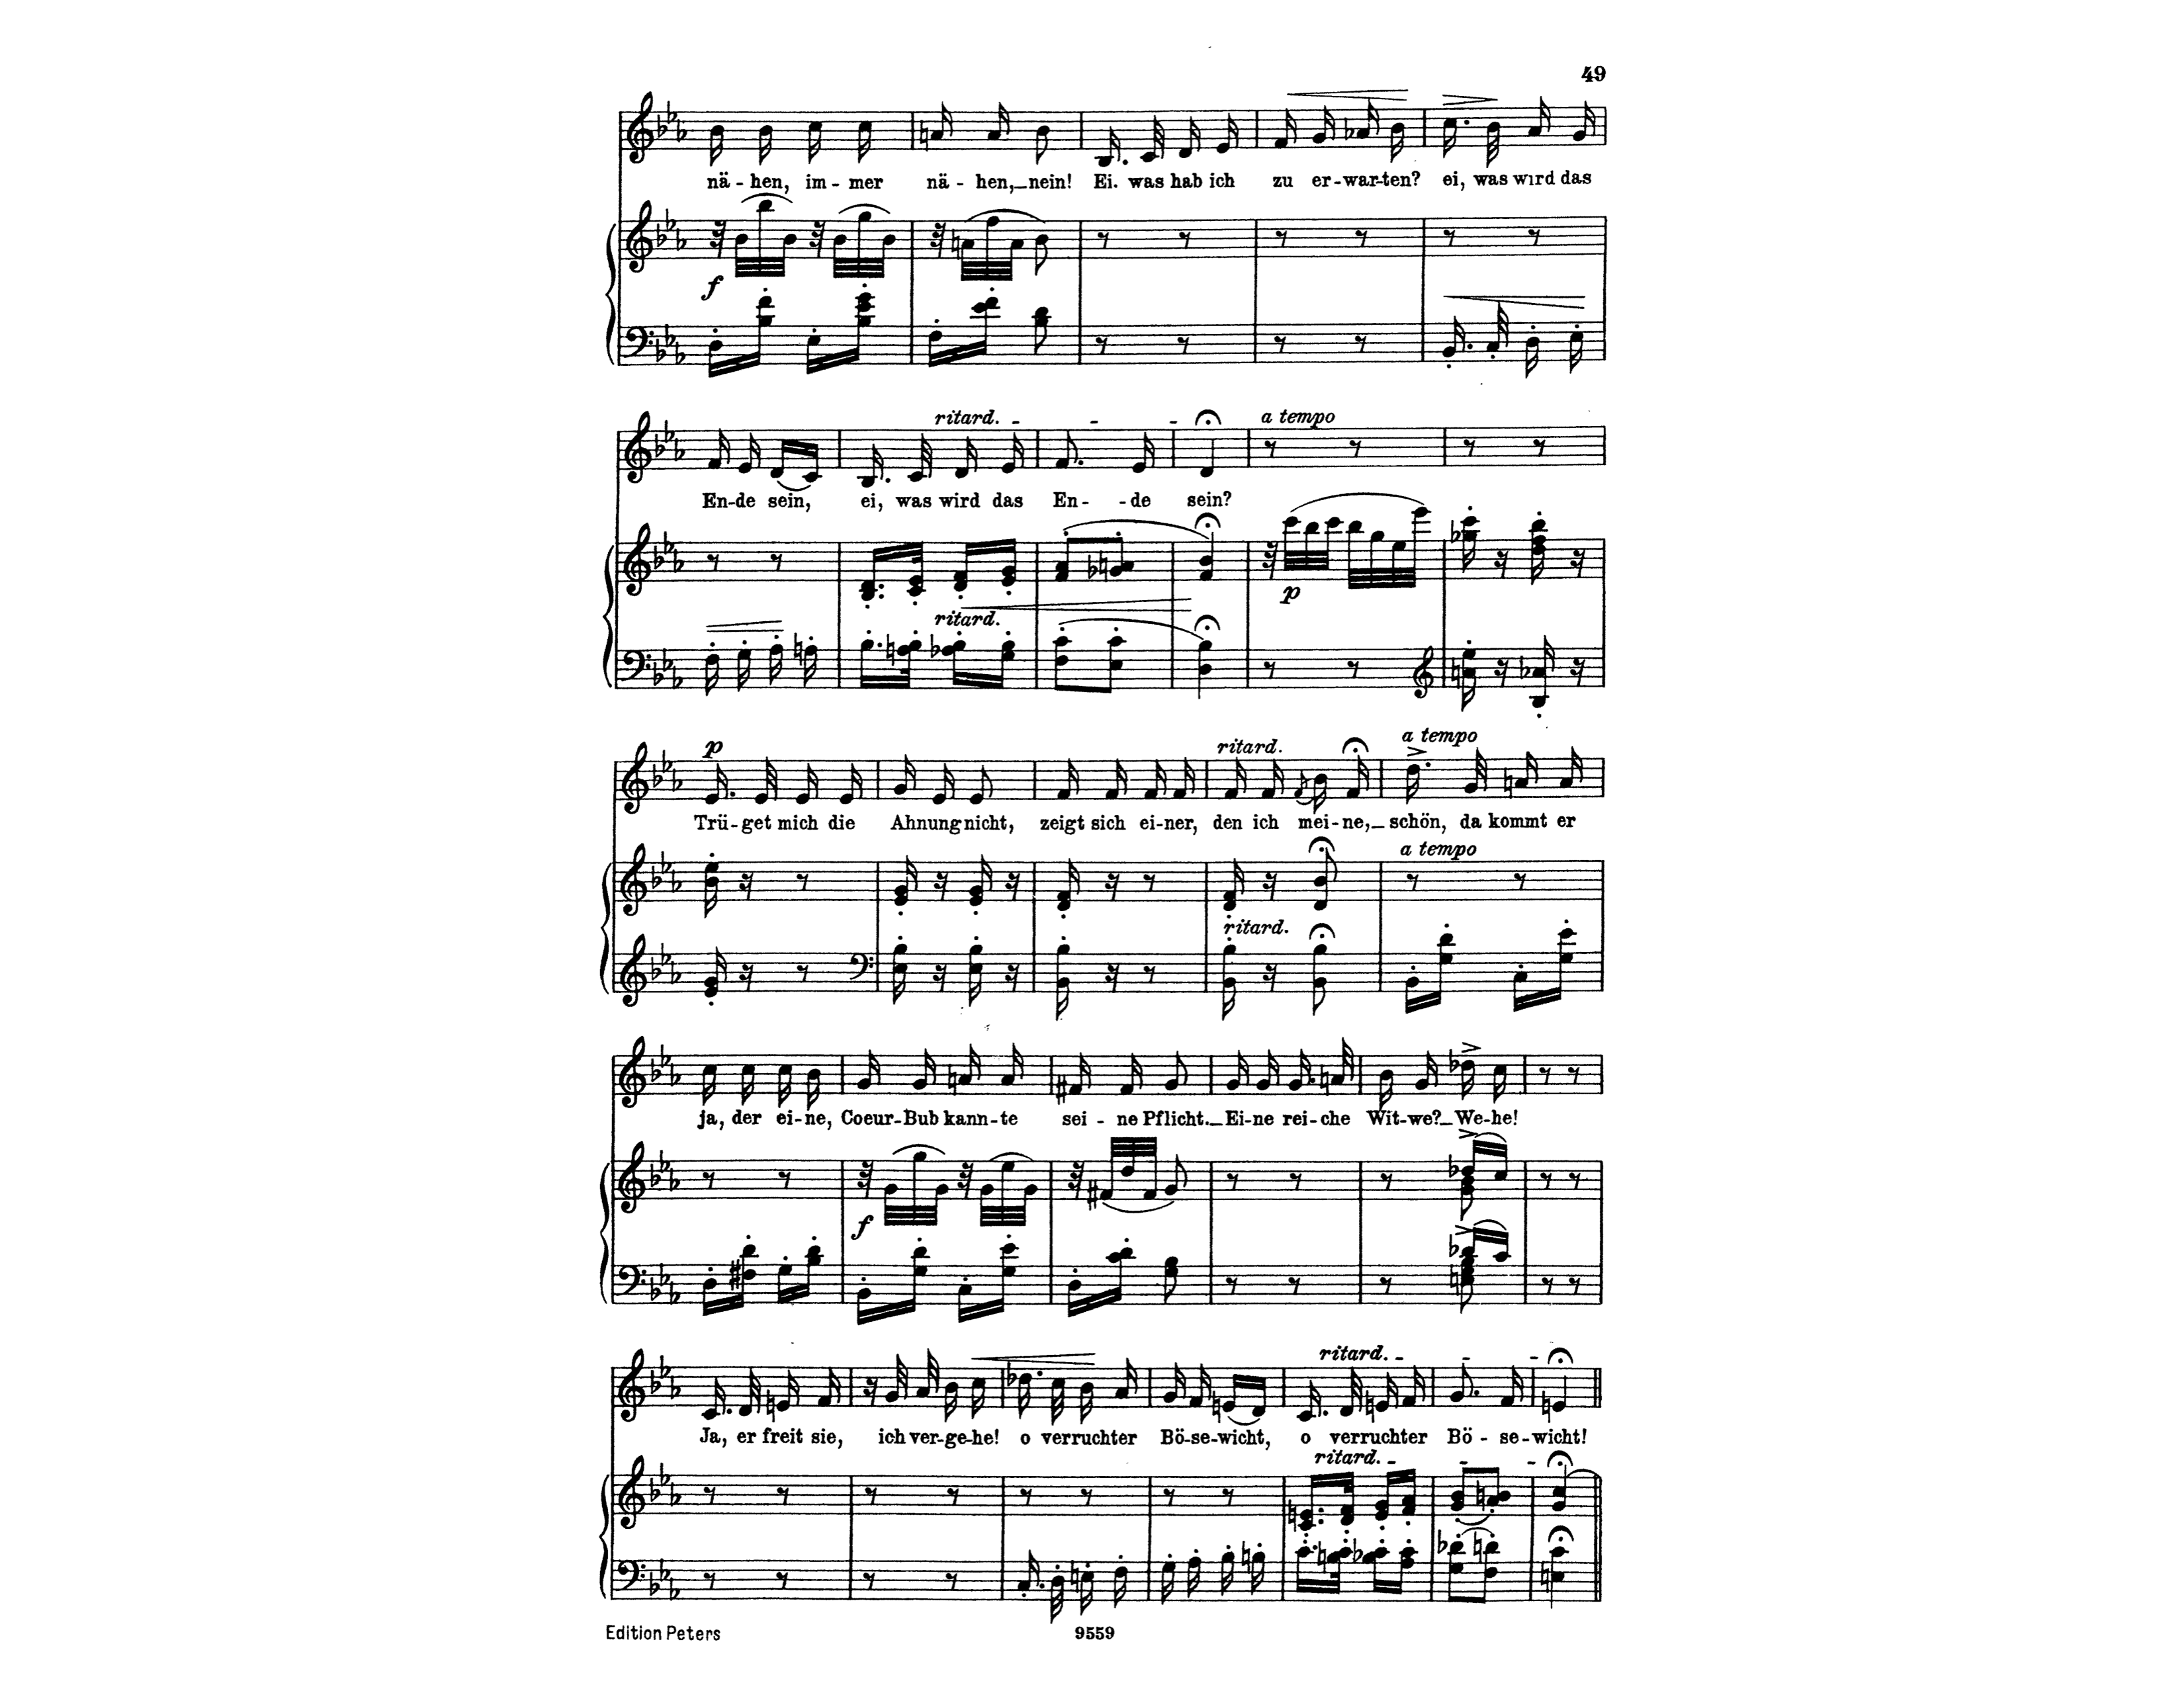 49
nä - hen, im - mer nä - hen,_nein! Ei. was hab ich zu er-war-ten? ei, was wird das
f
ritard. - - - a tempo
En-de sein, ei, was wird das En - - de sein?
p
ritard.
p ritard. a tempo
Trü-get mich die Ahnung nicht, zeigt sich ei-ner, den ich mei-ne,_ schön, da kommt er
a tempo
ritard.
ja, der ei-ne, Coeur-Bub kann-te sei - ne Pflicht._Ei-ne rei-che Wit-we?_We-he!
f
ritard. - - -
Ja, er freit sie, ich ver-ge-he! o verruchter Bö-se-wicht, o verruchter Bö - se-wicht!
ritard. - - -
Edition Peters 9559